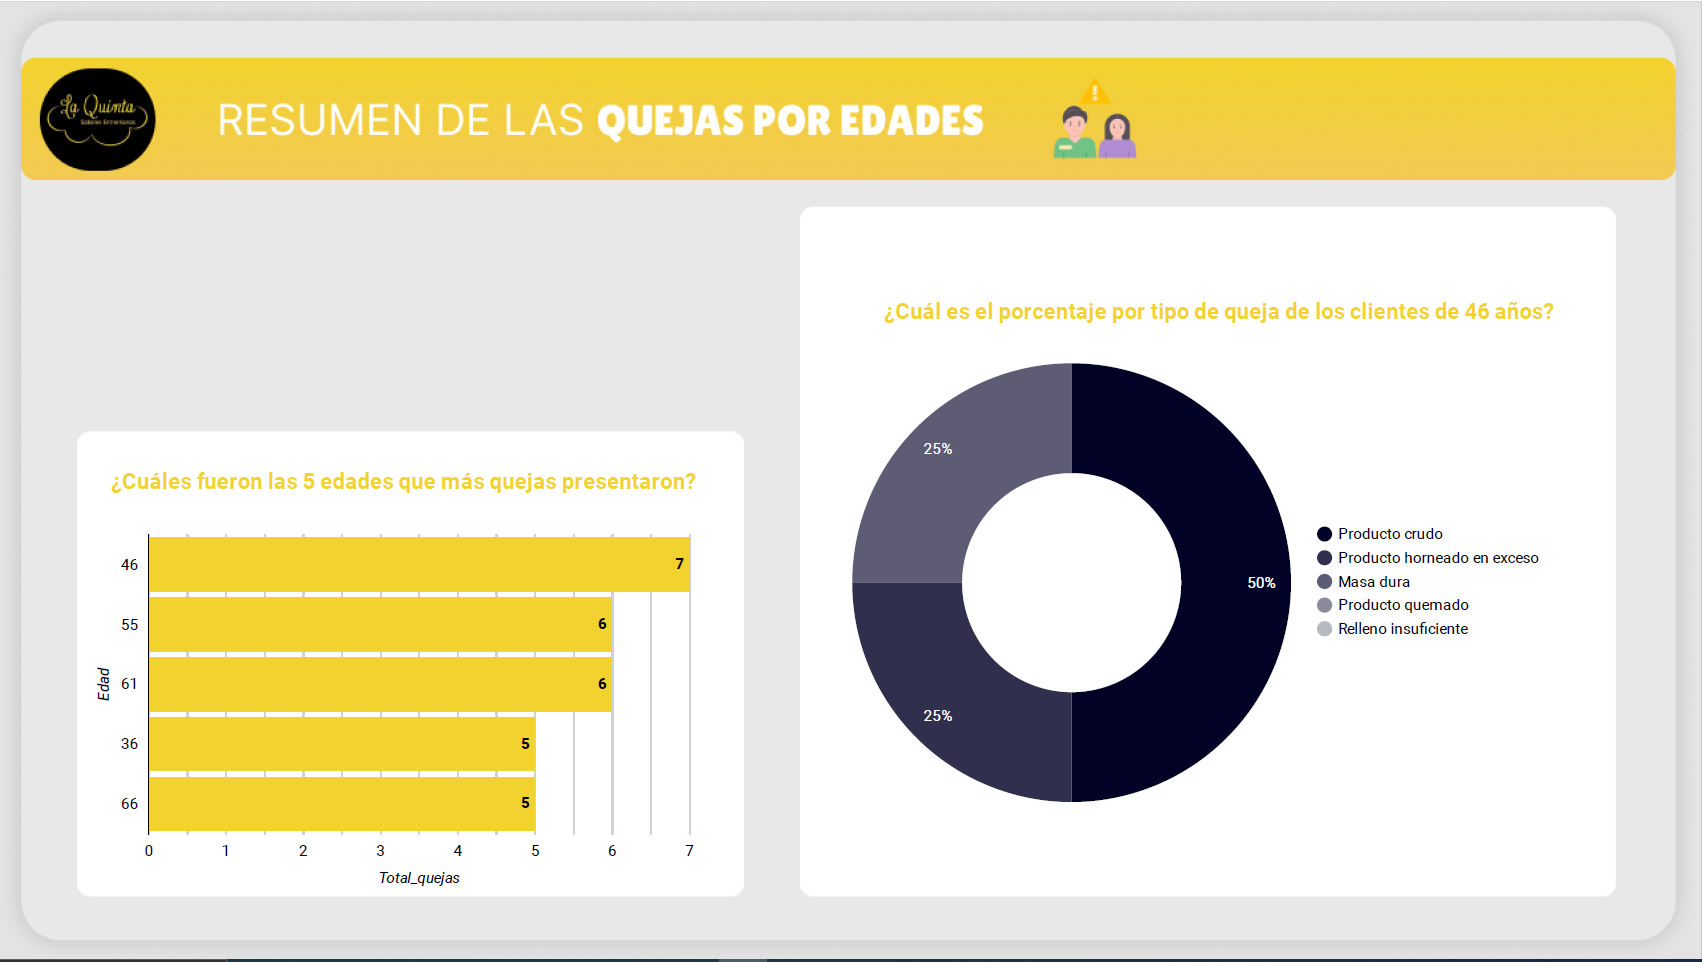 La Quinta
Sabores Entrerrianos
RESUMEN DE LAS QUEJAS POR EDADES
¿Cuáles fueron las 5 edades que más quejas presentaron?
Edad
46
7
55
6
61
6
36
5
66
5
0 1 2 3 4 5 6 7
Total_quejas
¿Cuál es el porcentaje por tipo de queja de los clientes de 46 años?
25%
50%
25%
Producto crudo
Producto horneado en exceso
Masa dura
Producto quemado
Relleno insuficiente